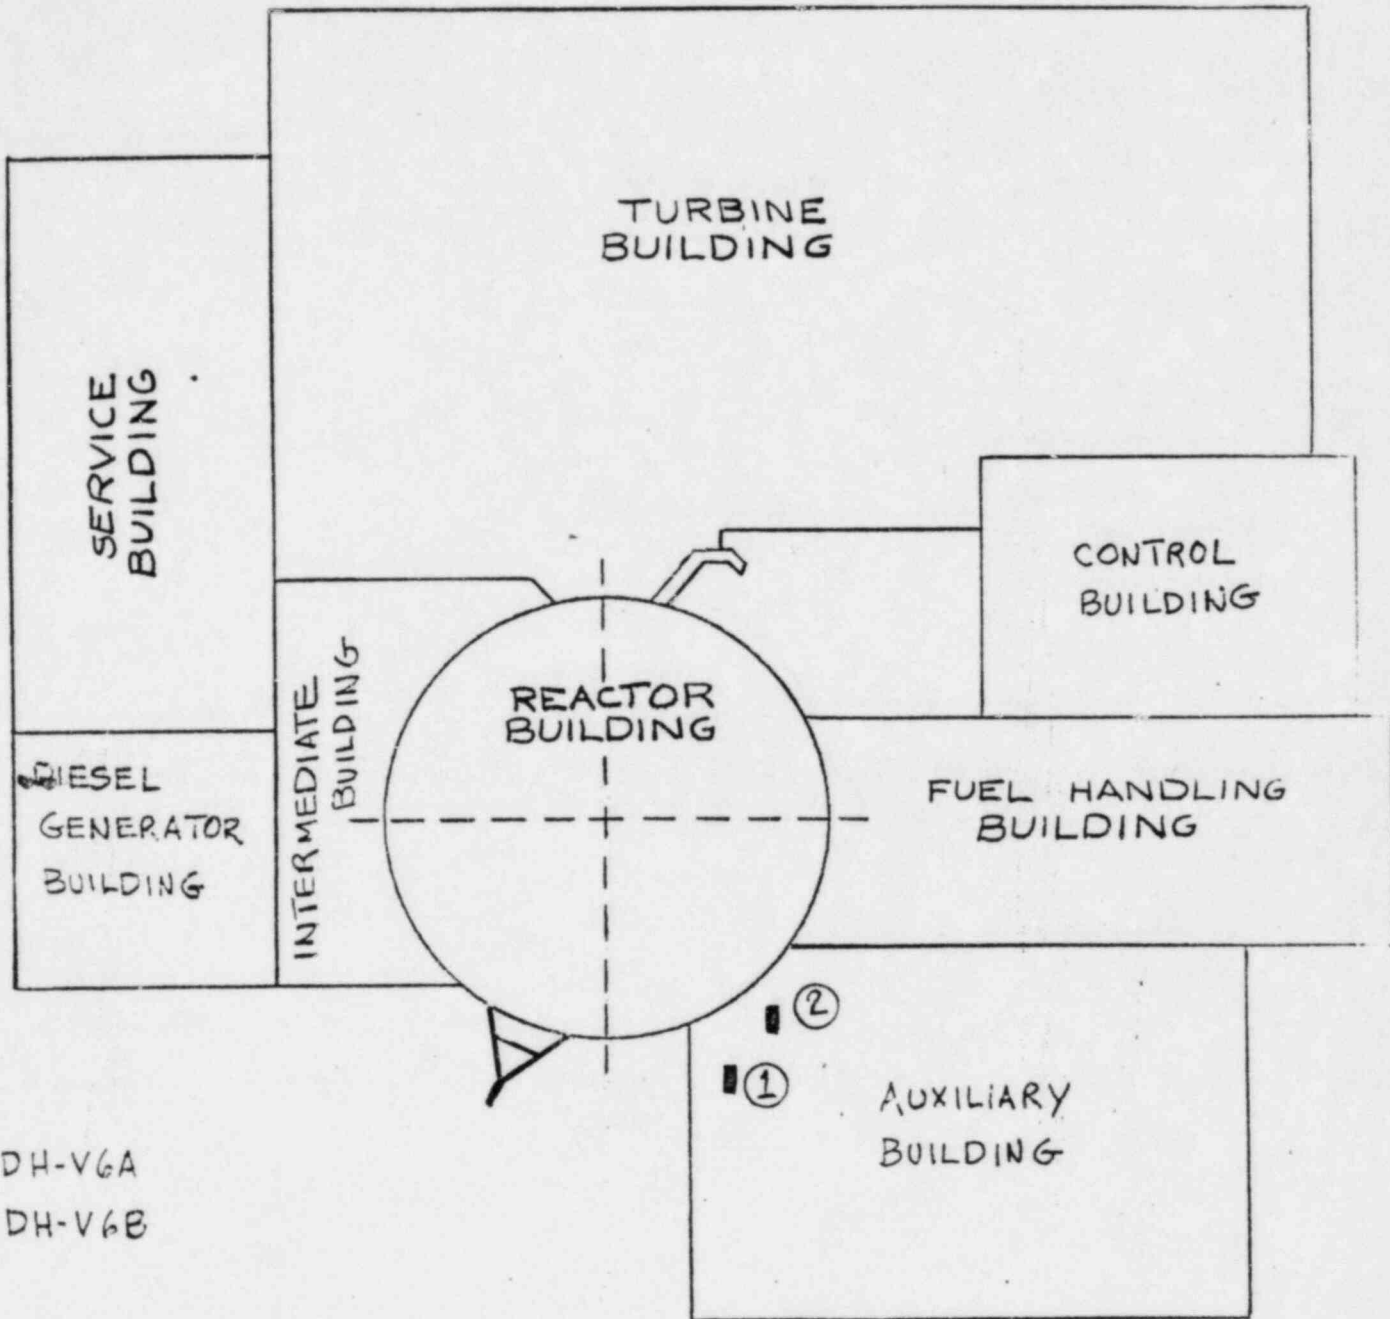 TURBINE
BUILDING
SERVICE
BUILDING
CONTROL
BUILDING
INTERMEDIATE
BUILDING
REACTOR
BUILDING
DIESEL
GENERATOR
BUILDING
FUEL HANDLING
BUILDING
2
1
AUXILIARY
BUILDING
DH-V6A
DH-V6B